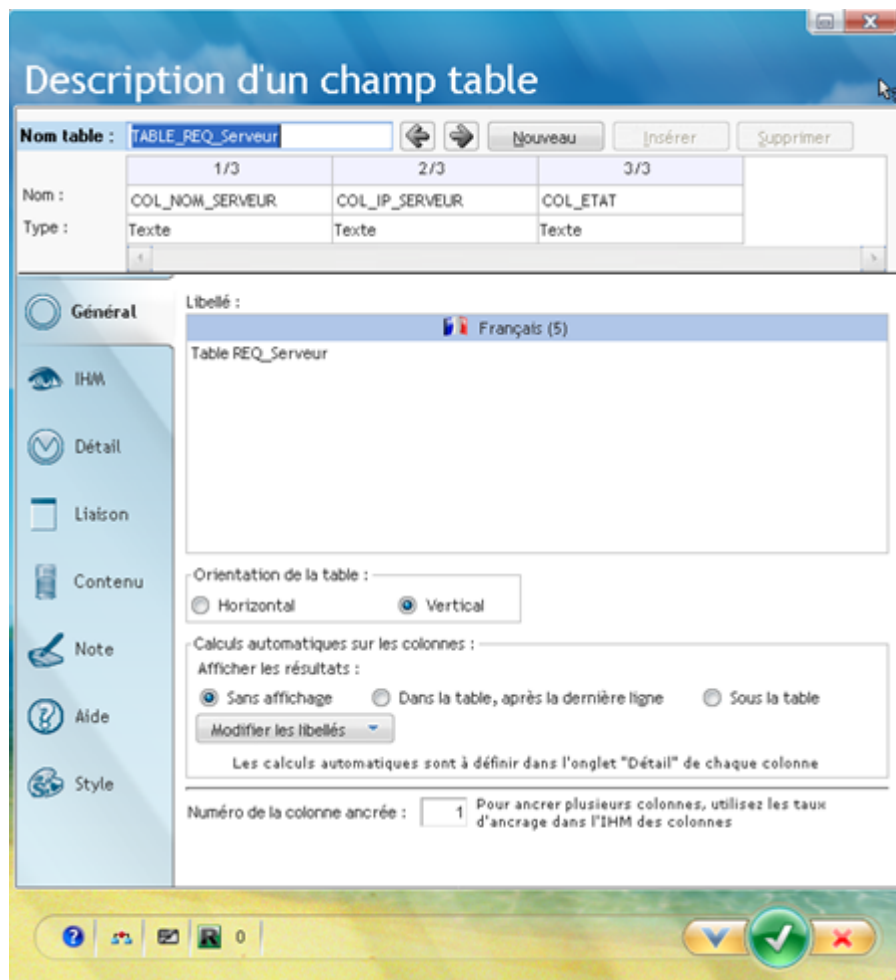 Description d'un champ table
Nom table : TABLE_REQ_Serveur Nouveau Insérer Supprimer
1/3 2/3 3/3
Nom : COL_NOM_SERVEUR COL_IP_SERVEUR COL_ETAT
Type : Texte Texte Texte
Général
IHM
Détail
Liaison
Contenu
Note
Aide
Style
Libellé :
Français (5)
Table REQ_Serveur
Orientation de la table :
Horizontal Vertical
Calculs automatiques sur les colonnes :
Afficher les résultats :
Sans affichage Dans la table, après la dernière ligne Sous la table
Modifier les libellés
Les calculs automatiques sont à définir dans l'onglet "Détail" de chaque colonne
Numéro de la colonne ancrée : 1 Pour ancrer plusieurs colonnes, utilisez les taux
d'ancrage dans l'IHM des colonnes
R 0